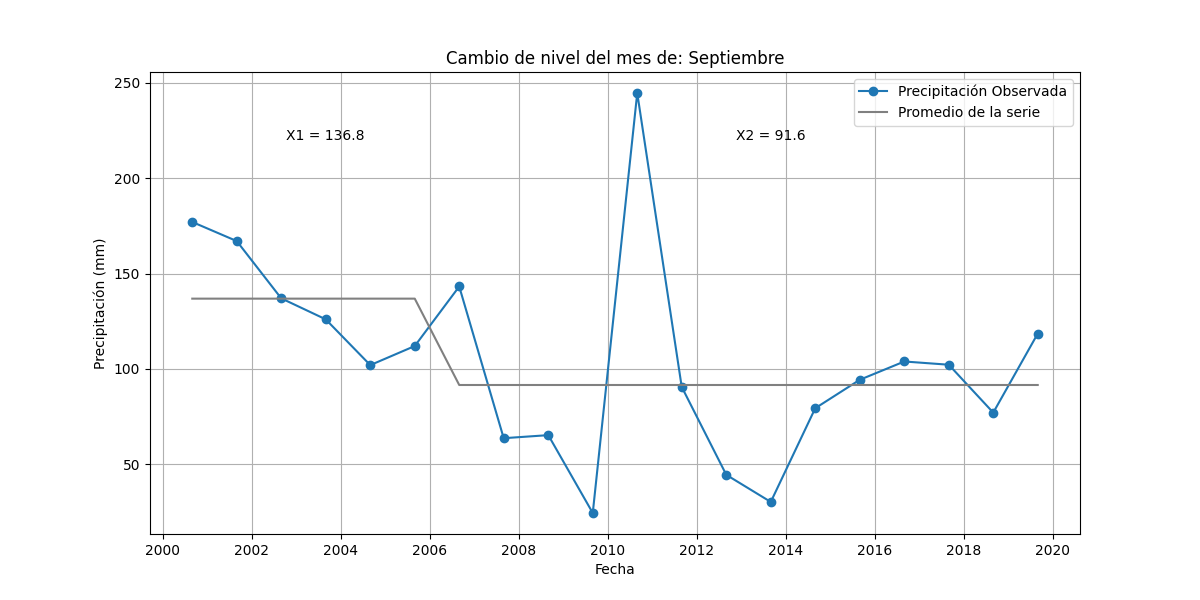 Cambio de nivel del mes de: Septiembre
Precipitación Observada
Promedio de la serie
X1 = 136.8
X2 = 91.6
Precipitación (mm)
250
200
150
100
50
2000 2002 2004 2006 2008 2010 2012 2014 2016 2018 2020
Fecha